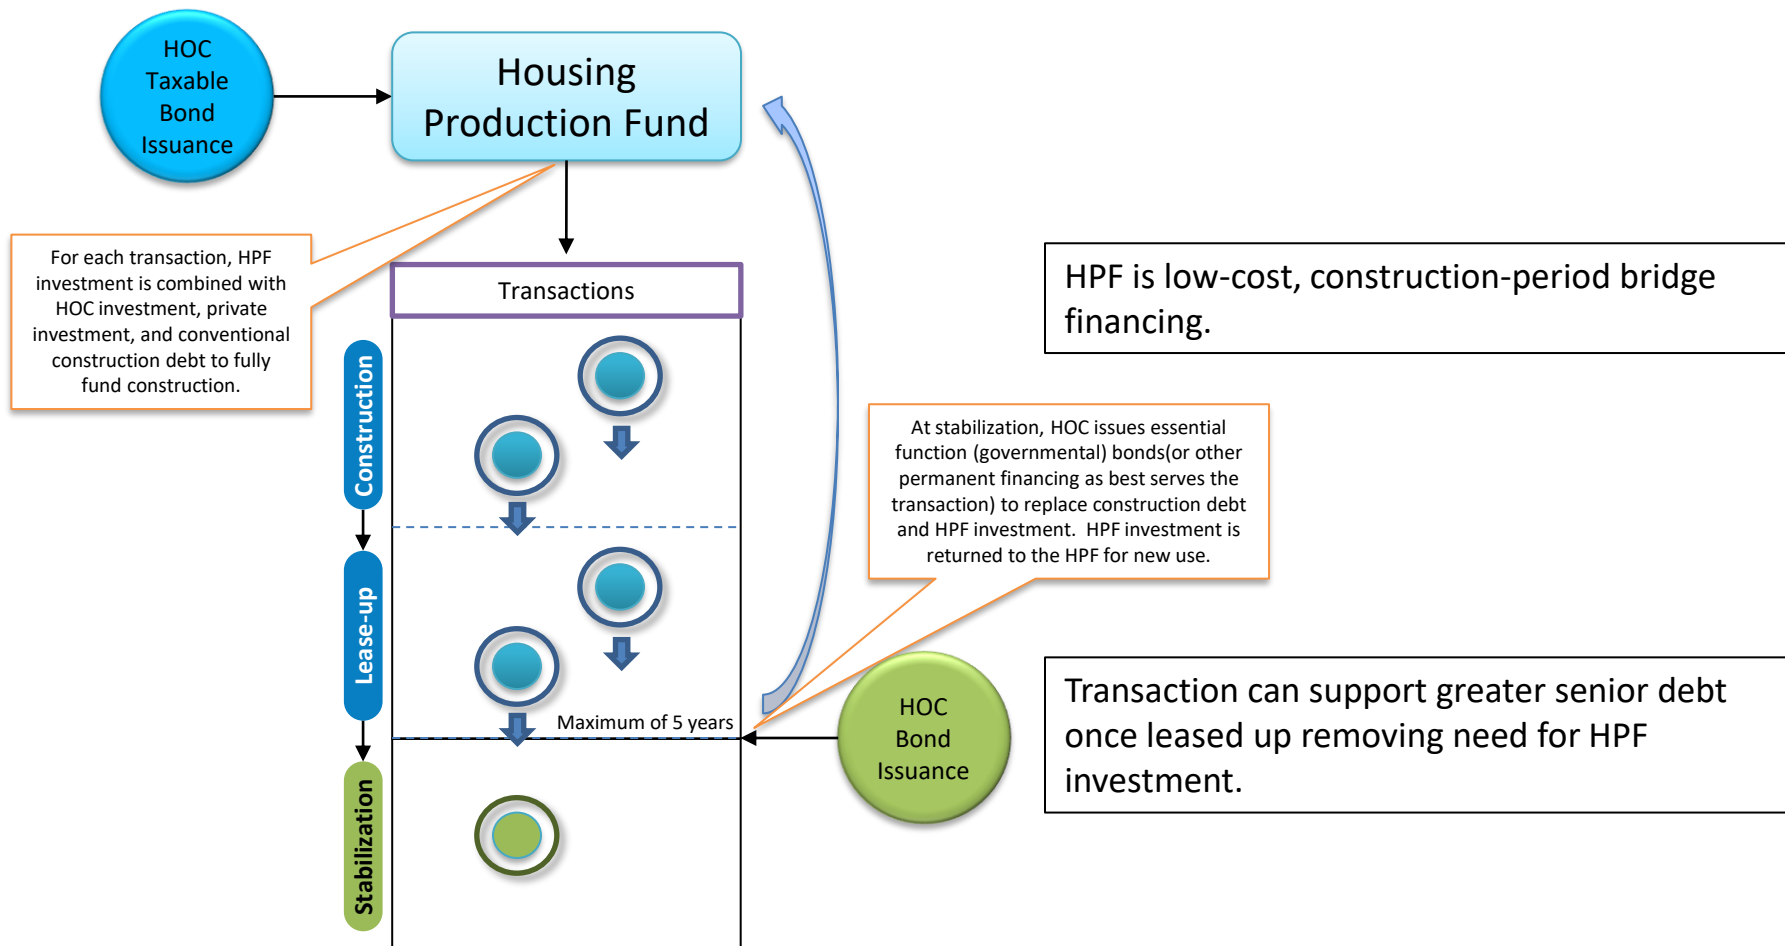 HOC
Taxable
Bond
Issuance
Housing
Production Fund
For each transaction, HPF
investment is combined with
HOC investment, private
investment, and conventional
construction debt to fully
fund construction.
Transactions
HPF is low-cost, construction-period bridge
financing.
Construction
At stabilization, HOC issues essential
function (governmental) bonds(or other
permanent financing as best serves the
transaction) to replace construction debt
and HPF investment.  HPF investment is
returned to the HPF for new use.
Lease-up
Maximum of 5 years
HOC
Bond
Issuance
Transaction can support greater senior debt
once leased up removing need for HPF
investment.
Stabilization